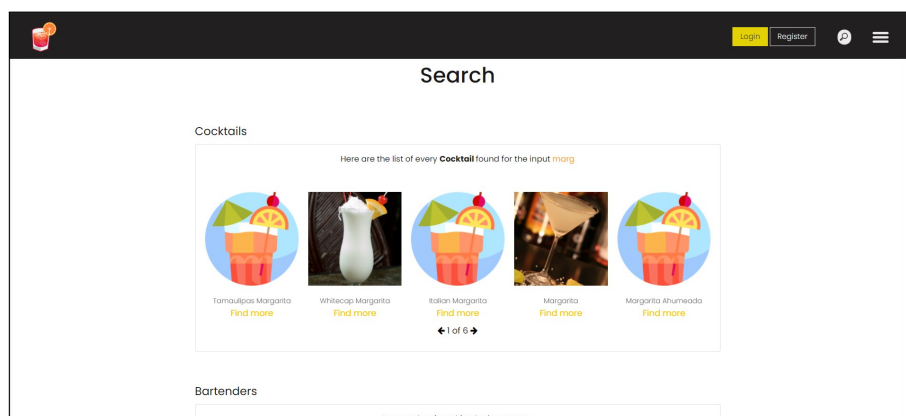 Login Register
Search
Cocktails
Here are the list of every Cocktail found for the input marg
Tamaulipas Margarita Whitecap Margarita Italian Margarita Margarita Margarita Ahumeada
Find more Find more Find more Find more Find more
1 of 6
Bartenders